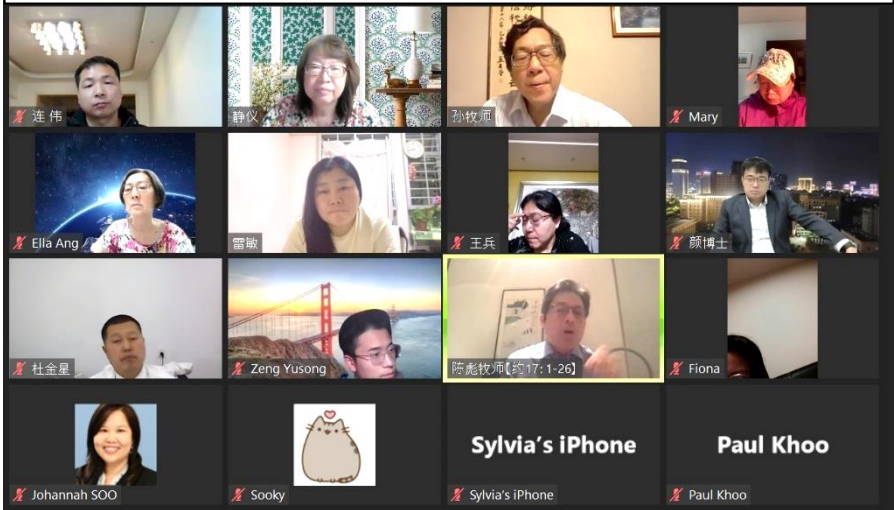 连 伟
静仪
孙牧师
Mary
Ella Ang
雷敏
王兵
颜博士
杜金星
Zeng Yusong
陈彪牧师【约17: 1-26】
Fiona
Johannah SOO
Sooky
Sylvia's iPhone
Sylvia's iPhone
Paul Khoo
Paul Khoo